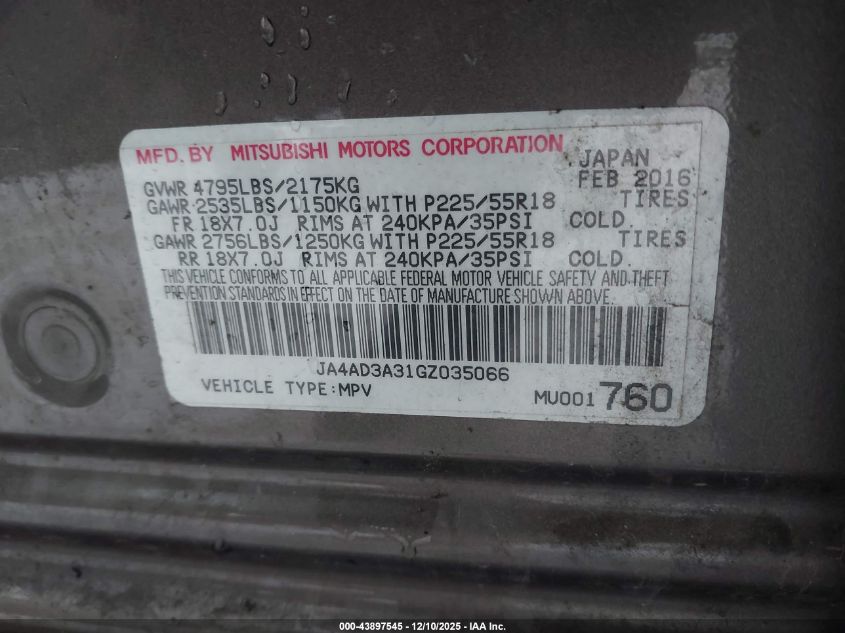 MFD. BY MITSUBISHI MOTORS CORPORATION JAPAN
GVWR 4795LBS/2175KG FEB 2016
GAWR 2535LBS/1150KG WITH P225/55R18 TIRES
FR 18X7.0J RIMS AT 240KPA/35PSI COLD.
GAWR 2756LBS/1250KG WITH P225/55R18 TIRES
RR 18X7.0J RIMS AT 240KPA/35PSI COLD.
THIS VEHICLE CONFORMS TO ALL APPLICABLE FEDERAL MOTOR VEHICLE SAFETY AND THEFT
PREVENTION STANDARDS IN EFFECT ON THE DATE OF MANUFACTURE SHOWN ABOVE.
JA4AD3A31GZ035066
VEHICLE TYPE:MPV MU001 760
000-43897545 - 12/10/2025 - IAA Inc.